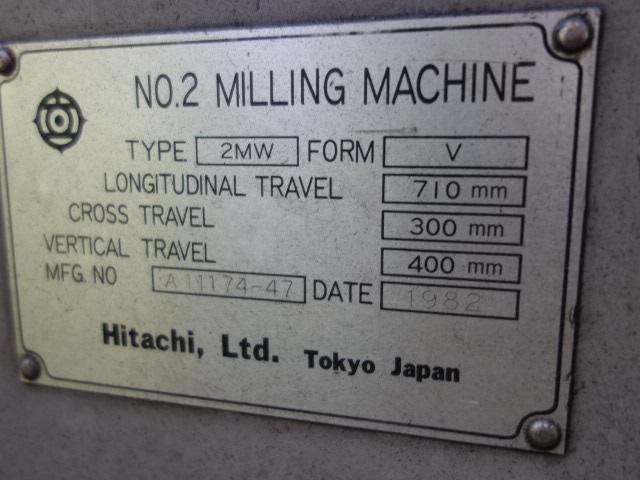 NO.2 MILLING MACHINE
TYPE 2MW FORM V
LONGITUDINAL TRAVEL 710 mm
CROSS TRAVEL 300 mm
VERTICAL TRAVEL 400 mm
MFG. NO A11174-47 DATE 1982
Hitachi, Ltd. Tokyo Japan